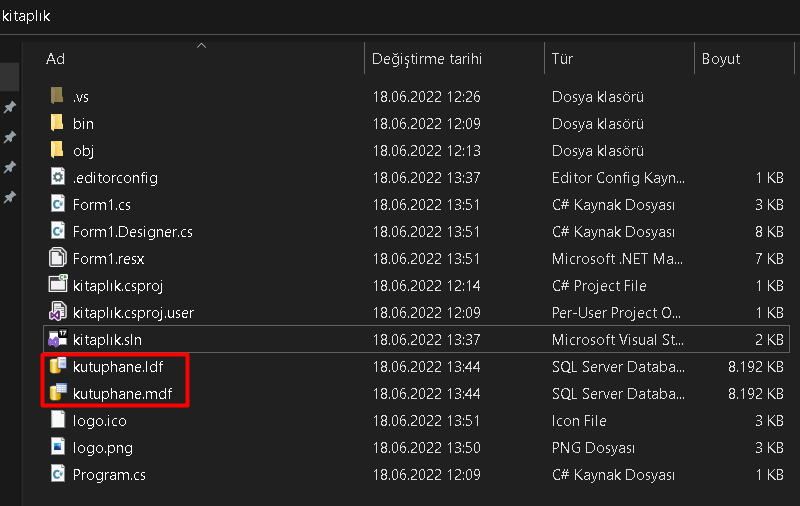 kitaplık
Ad Değiştirme tarihi Tür Boyut
.vs 18.06.2022 12:26 Dosya klasörü
bin 18.06.2022 12:09 Dosya klasörü
obj 18.06.2022 12:13 Dosya klasörü
.editorconfig 18.06.2022 13:37 Editor Config Kayn... 1 KB
Form1.cs 18.06.2022 13:51 C# Kaynak Dosyası 3 KB
Form1.Designer.cs 18.06.2022 13:51 C# Kaynak Dosyası 8 KB
Form1.resx 18.06.2022 13:51 Microsoft .NET Ma... 7 KB
kitaplık.csproj 18.06.2022 12:14 C# Project File 1 KB
kitaplık.csproj.user 18.06.2022 12:09 Per-User Project O... 1 KB
kitaplık.sln 18.06.2022 13:37 Microsoft Visual St... 2 KB
kutuphane.ldf 18.06.2022 13:44 SQL Server Databa... 8.192 KB
kutuphane.mdf 18.06.2022 13:44 SQL Server Databa... 8.192 KB
logo.ico 18.06.2022 13:51 Icon File 3 KB
logo.png 18.06.2022 13:50 PNG Dosyası 3 KB
Program.cs 18.06.2022 12:09 C# Kaynak Dosyası 1 KB